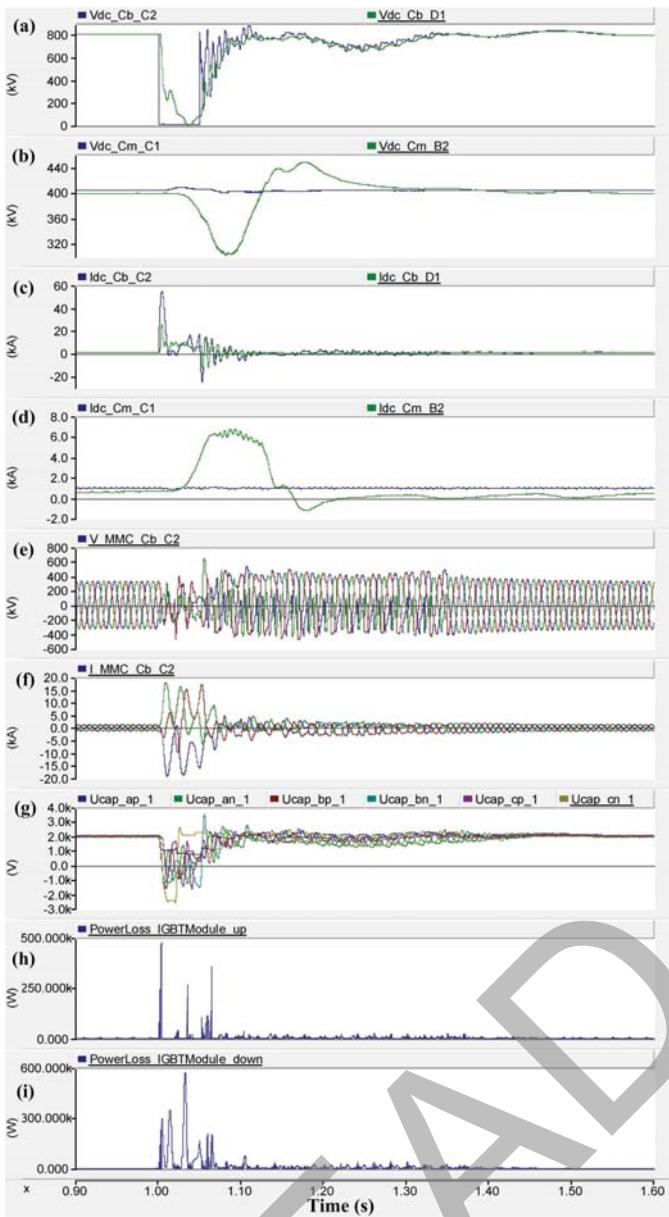 (a) Vdc_Cb_C2 Vdc_Cb_D1
800
600
400
200
0
(kV)
(b) Vdc_Cm_C1 Vdc_Cm_B2
440
400
360
320
(kV)
(c) Idc_Cb_C2 Idc_Cb_D1
60
40
20
0
-20
(kA)
(d) Idc_Cm_C1 Idc_Cm_B2
8.0
6.0
4.0
2.0
0.0
-2.0
(kA)
(e) V_MMC_Cb_C2
800
600
400
200
0
-200
-400
-600
(kV)
(f) I_MMC_Cb_C2
20.0
15.0
10.0
5.0
0.0
-5.0
-10.0
15.0
20.0
(kA)
(g) Ucap_ap_1 Ucap_an_1 Ucap_bp_1 Ucap_bn_1 Ucap_cp_1 Ucap_cn_1
4.0k
3.0k
2.0k
1.0k
0.0
-1.0k
-2.0k
-3.0k
(V)
(h) PowerLoss_IGBTModule_up
500.000k
250.000k
0.000
(W)
(i) PowerLoss_IGBTModule_down
600.000k
300.000k
0.000
(W)
x 0.90 1.00 1.10 1.20 1.30 1.40 1.50 1.60
Time (s)
TAD